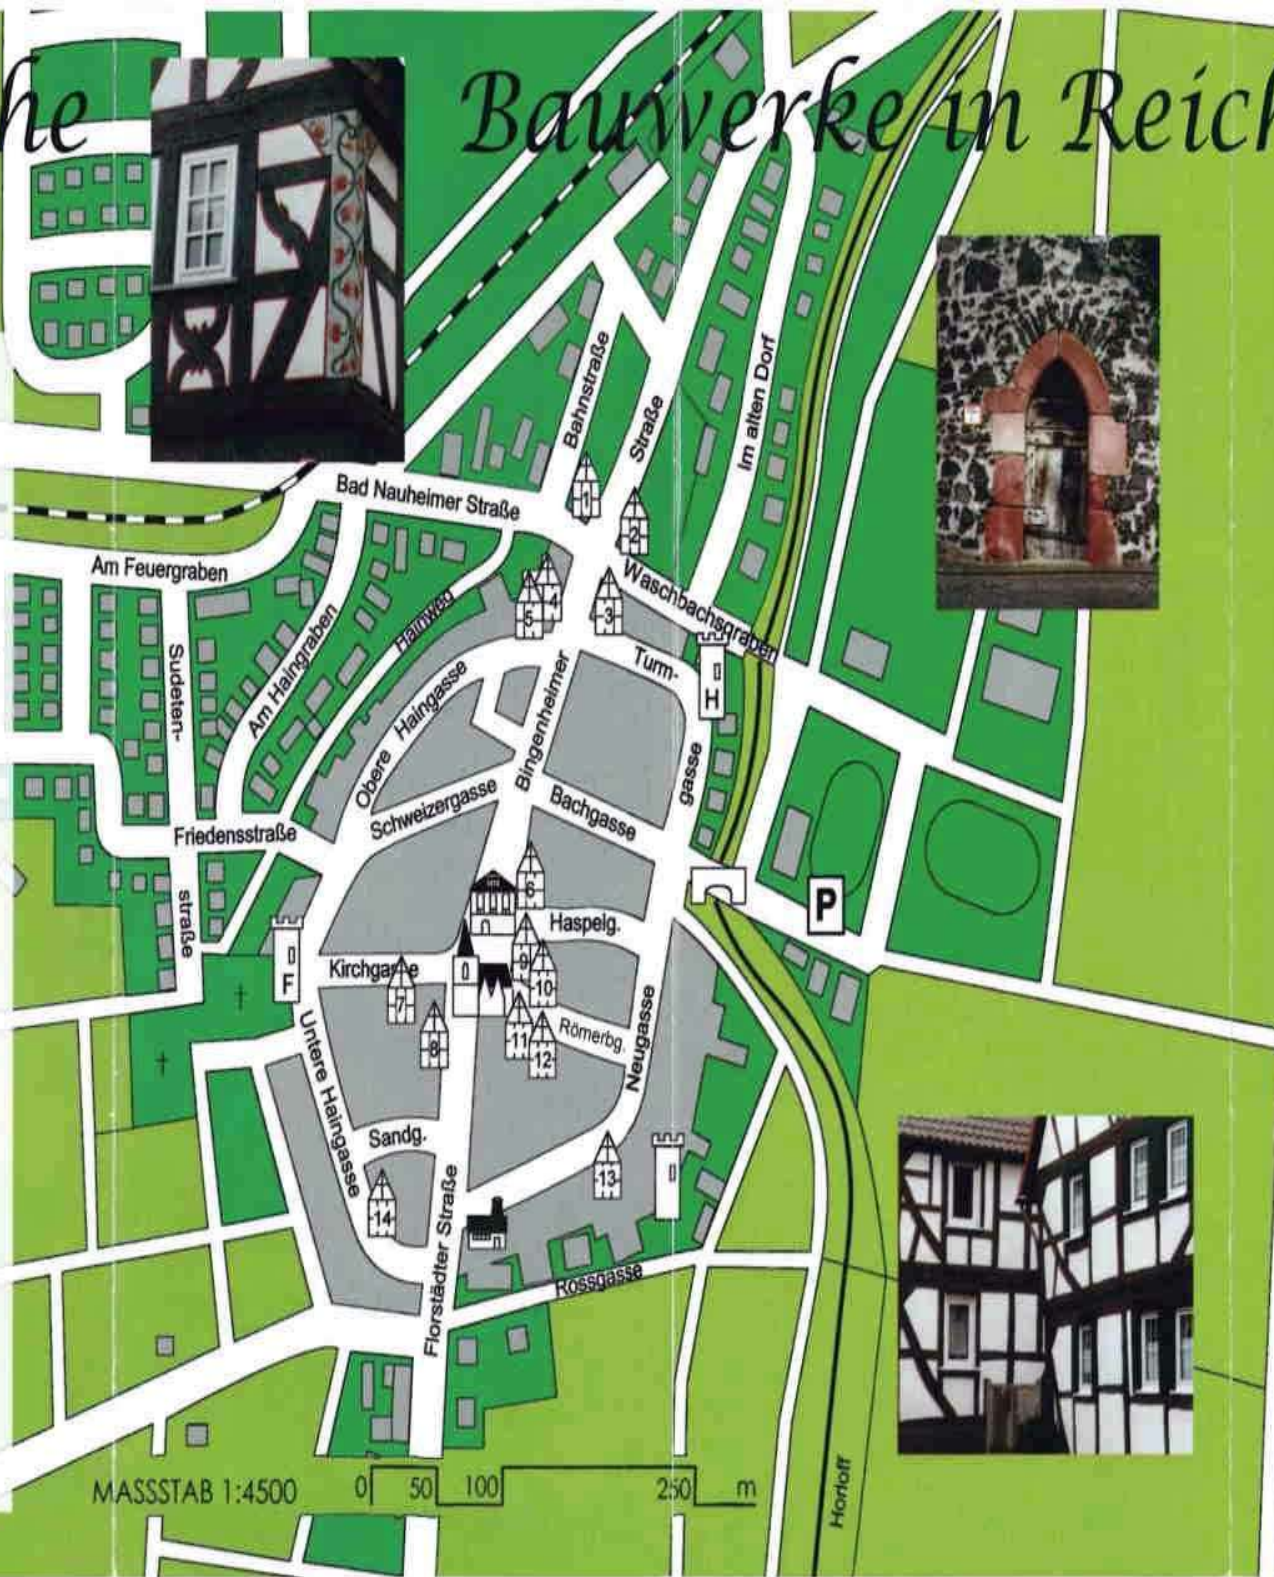 he Bauwerke in Reich
Bahnstraße
Straße
Im alten Dorf
Bad Nauheimer Straße
1
2
Am Feuergraben
Waschbachsgraben
4
5
3
Hainweg
Am Haingraben
Sudeten-
straße
Turm-
gasse
H
Obere Haingasse
Bingenheimer
Schweizergasse
Bachgasse
Friedensstraße
6
P
Haspelg.
F
Kirchgasse
7
9
10
8
11
12
Römerbg.
Neugasse
Untere Haingasse
Sandg.
13
14
Florstädter Straße
Rossgasse
Horloff
MASSSTAB 1:4500
0 50 100 250 m